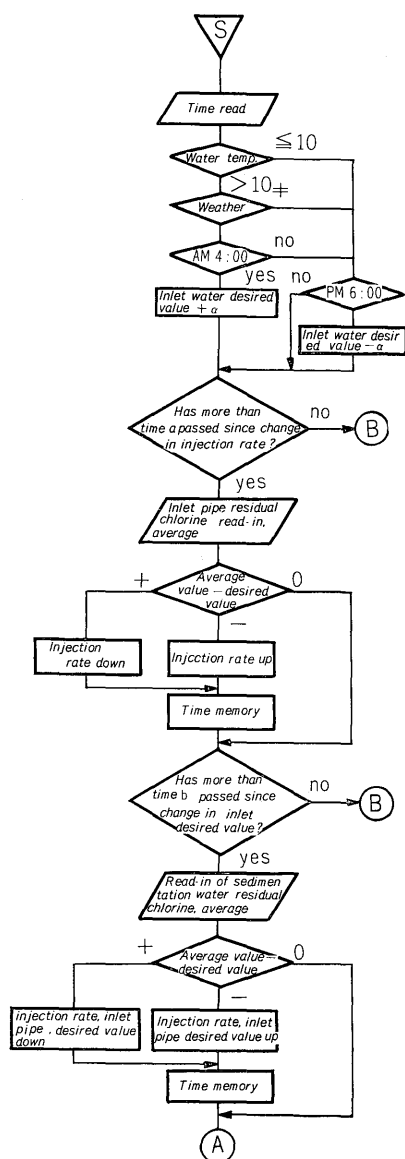 S
Time read
≦10
Water temp.
>10
≠
Weather
no
AM 4:00
yes
no
PM 6:00
Inlet water desired
value + α
Inlet water desir
ed value - α
Has more than
time a passed since change
in injection rate?
no
B
yes
Inlet pipe residual
chlorine read-in,
average
+
Average
value - desired
value
0
−
Injection
rate down
Injcction rate up
Time memory
Has more than
time b passed since
change in inlet
desired value?
no
B
yes
Read-in of sedimen
tation water residual
chlorine, average
+
Average value -
desired value
0
−
injection rate, inlet
pipe . desired value
down
Injection rate, inlet
pipe desired value up
Time memory
A